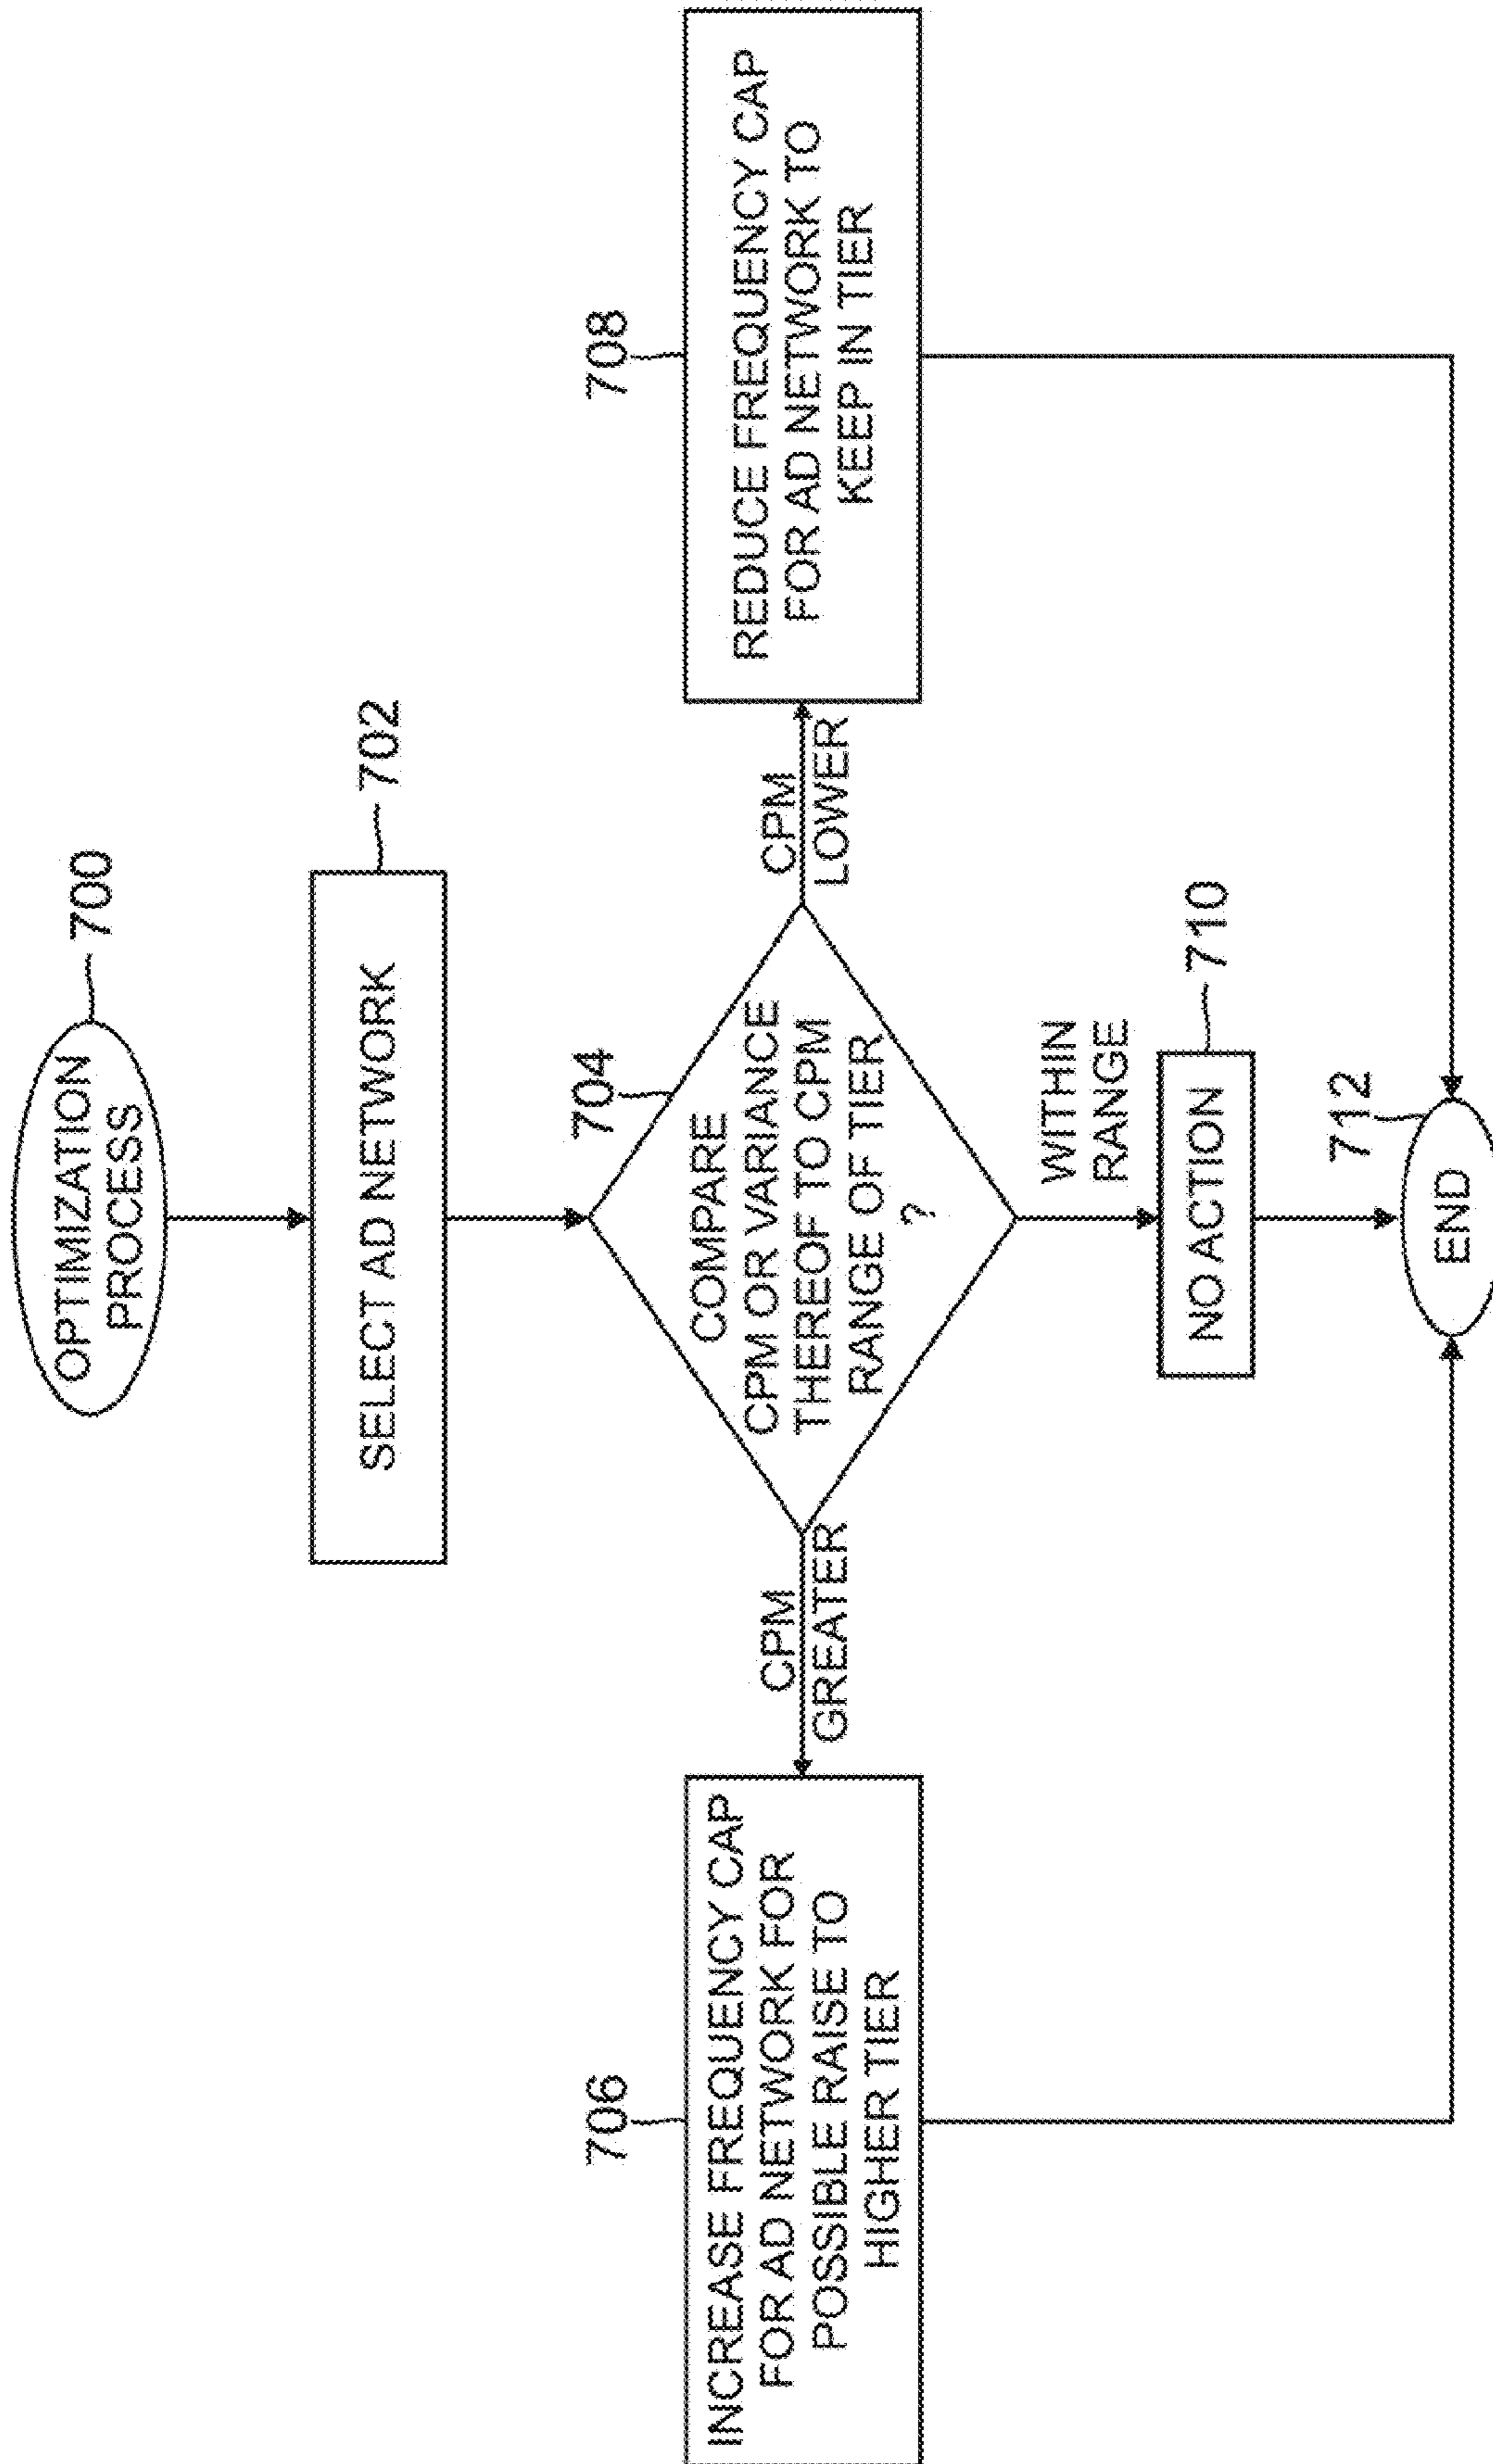 OPTIMIZATION
PROCESS
700
SELECT AD NETWORK
702
704
COMPARE
CPM OR VARIANCE
THEREOF TO CPM
RANGE OF TIER
?
CPM
GREATER
CPM
LOWER
706
INCREASE FREQUENCY CAP
FOR AD NETWORK FOR
POSSIBLE RAISE TO
HIGHER TIER
708
REDUCE FREQUENCY CAP
FOR AD NETWORK TO
KEEP IN TIER
WITHIN
RANGE
NO ACTION
710
712
END